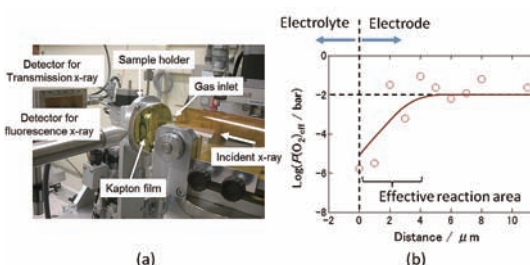 (a)
Detector for
Transmission x-ray
Sample holder
Gas inlet
Detector for
fluorescence x-ray
Incident x-ray
Kapton film
(a)
(b)
Electrolyte
Electrode
Log(P(O₂)eff / bar)
0
-2
-4
-6
-8
Effective reaction area
-2 0 2 4 6 8 10
Distance / μm
(b)